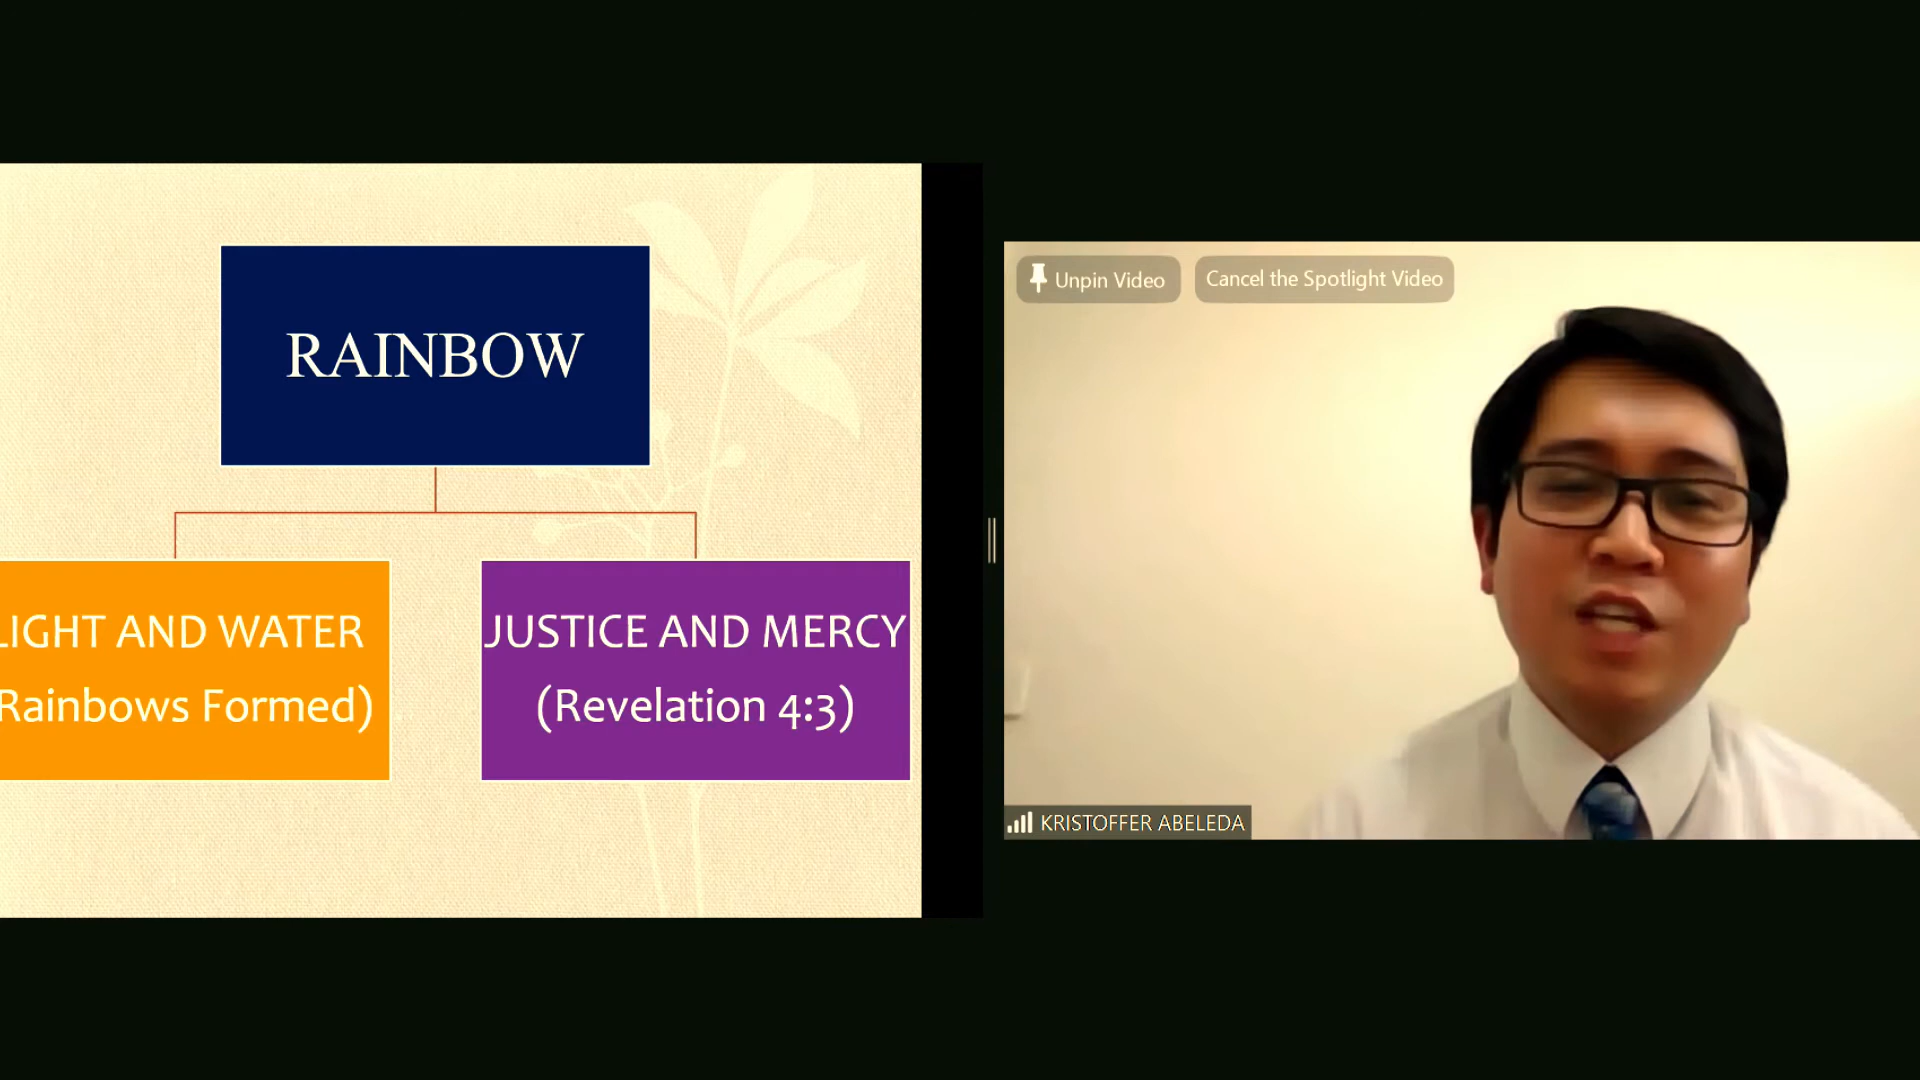 RAINBOW
LIGHT AND WATER
Rainbows Formed)
JUSTICE AND MERCY
(Revelation 4:3)
Unpin Video
Cancel the Spotlight Video
KRISTOFFER ABELEDA